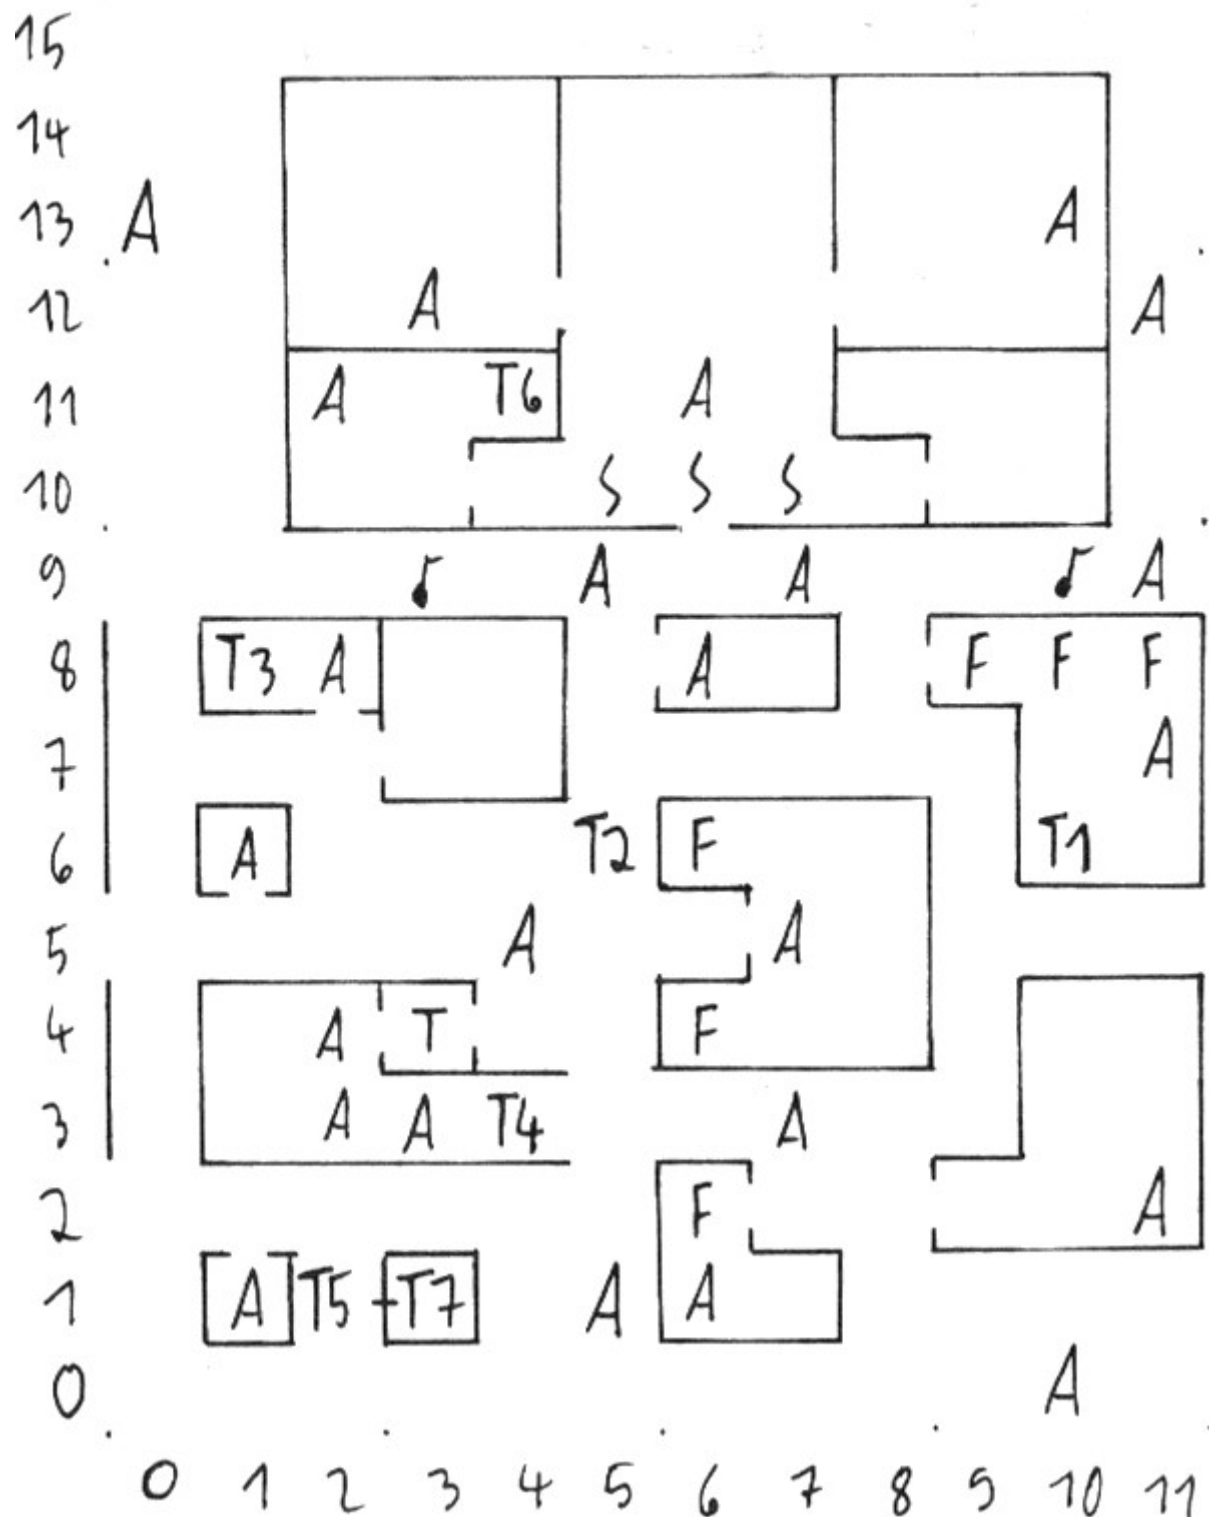 15
14
13 A A
12 A A
11 A T6 A
10 S S S
9 A A A
8 T3 A A F F F
7 A
6 A T2 F T1
5 A A
4 A T F
3 A A T4 A
2 F A
1 A T5 T7 A A
0 A
0 1 2 3 4 5 6 7 8 9 10 11